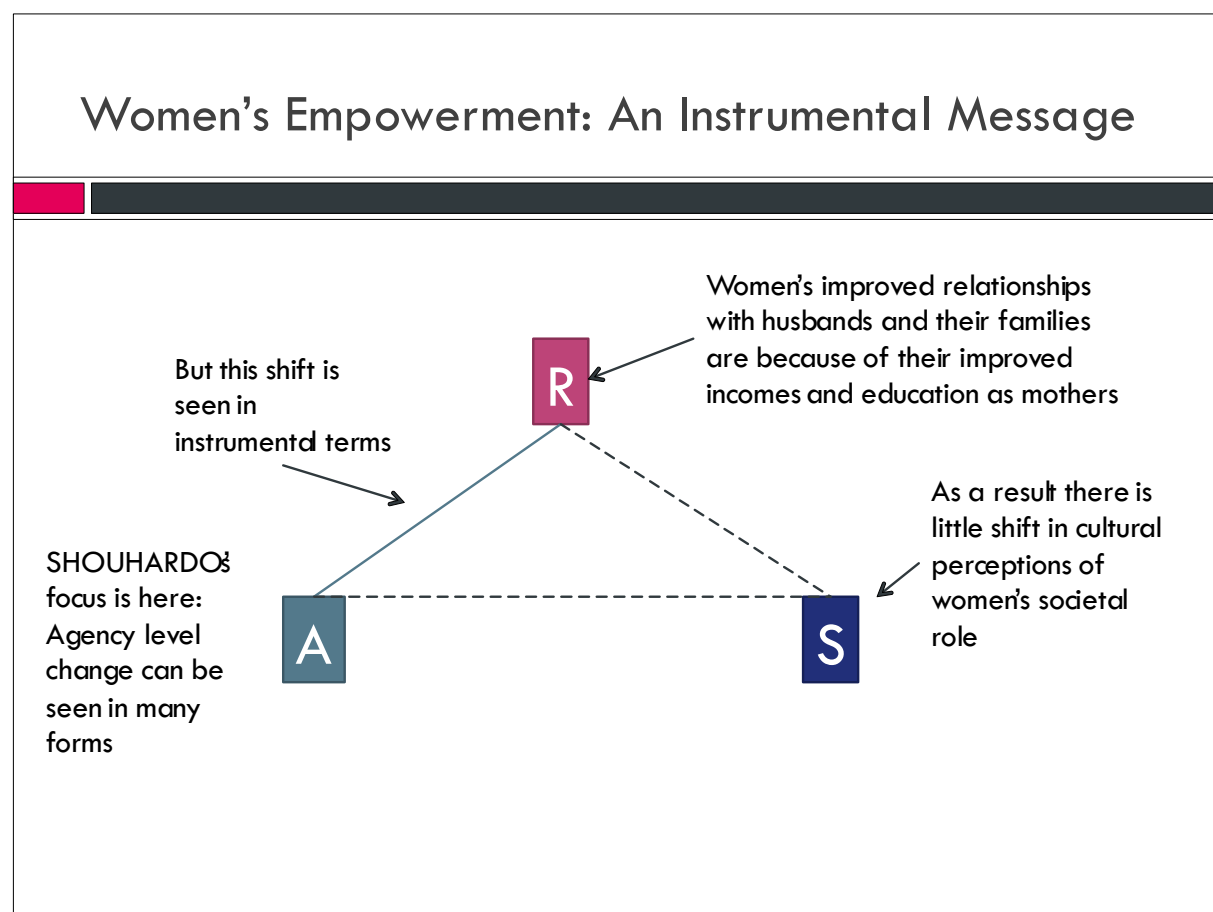 Women's Empowerment: An Instrumental Message
Women's improved relationships
with husbands and their families
are because of their improved
incomes and education as mothers
But this shift is
seen in
instrumental terms
R
As a result there is
little shift in cultural
perceptions of
women's societal
role
SHOUHARDO's
focus is here:
Agency level
change can be
seen in many
forms
A
S